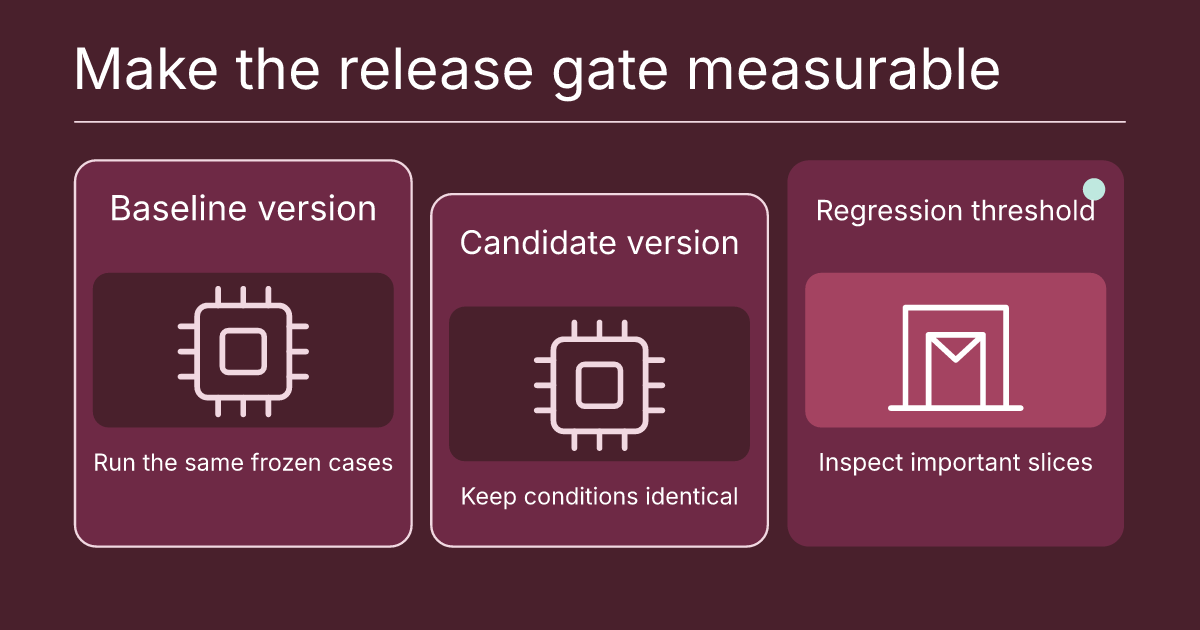 Make the release gate measurable
Baseline version
Run the same frozen cases
Candidate version
Keep conditions identical
Regression threshold
Inspect important slices